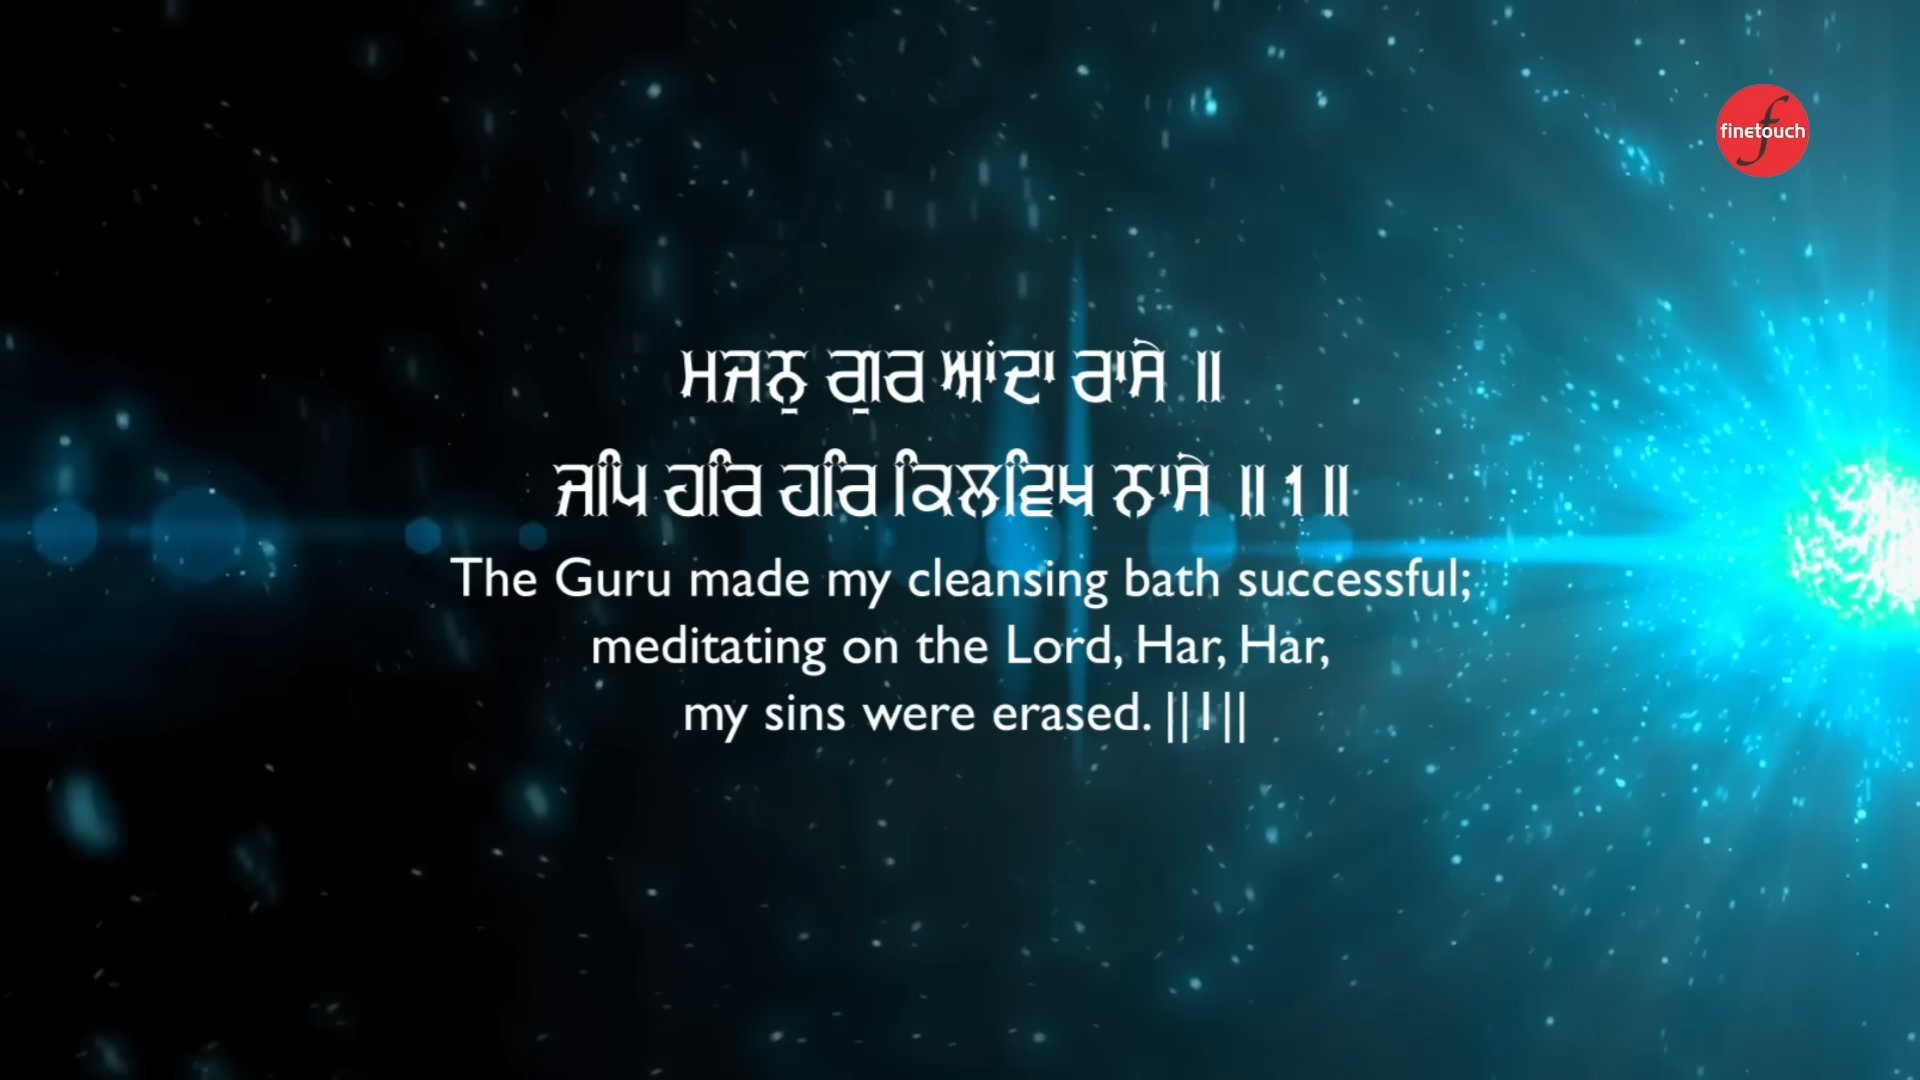 finetouch
ਮਜਨੁ ਗੁਰ ਆਂਦਾ ਰਾਸੇ ॥
ਜਪਿ ਹਰਿ ਹਰਿ ਕਿਲਵਿਖ ਨਾਸੇ ॥੧॥
The Guru made my cleansing bath successful;
meditating on the Lord, Har, Har,
my sins were erased. ||1||